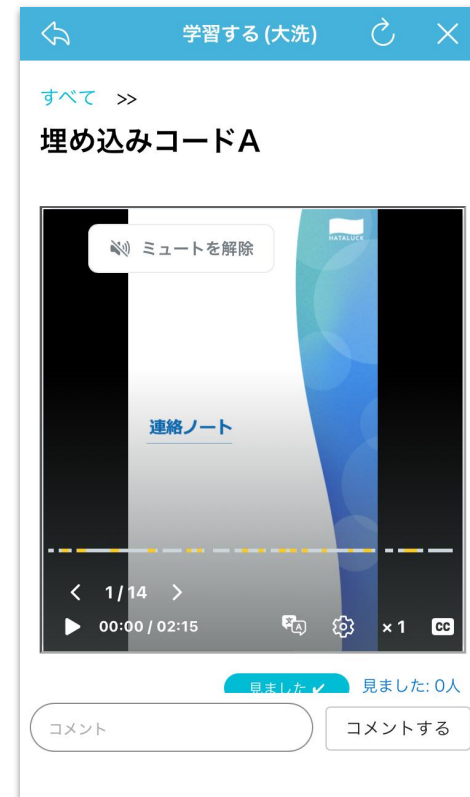 学習する (大洗)
すべて >>
埋め込みコードA
HATALUCK
ミュートを解除
連絡ノート
1 / 14
00:00 / 02:15
文 A
× 1
CC
見ました ✔
見ました: 0人
コメント
コメントする